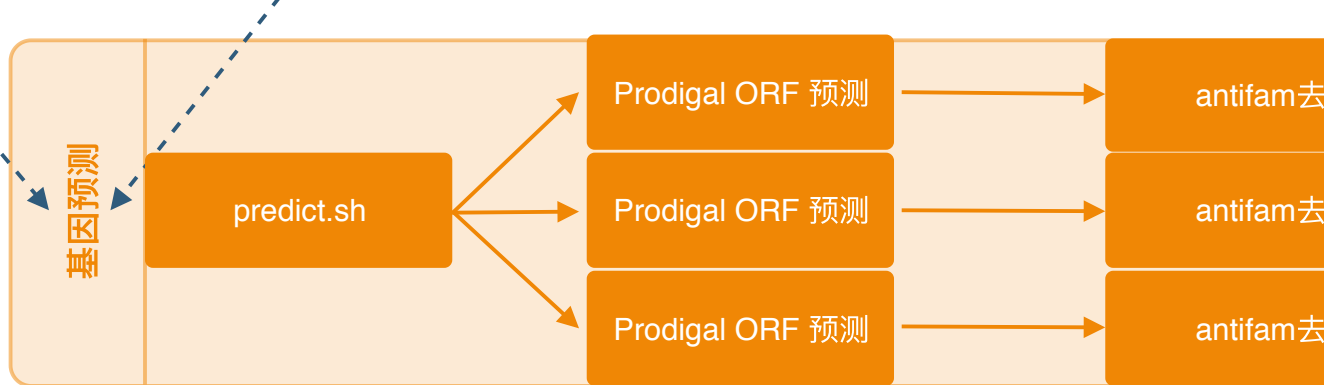 基因预测
predict.sh
Prodigal ORF 预测
antifam去
Prodigal ORF 预测
antifam去
Prodigal ORF 预测
antifam去